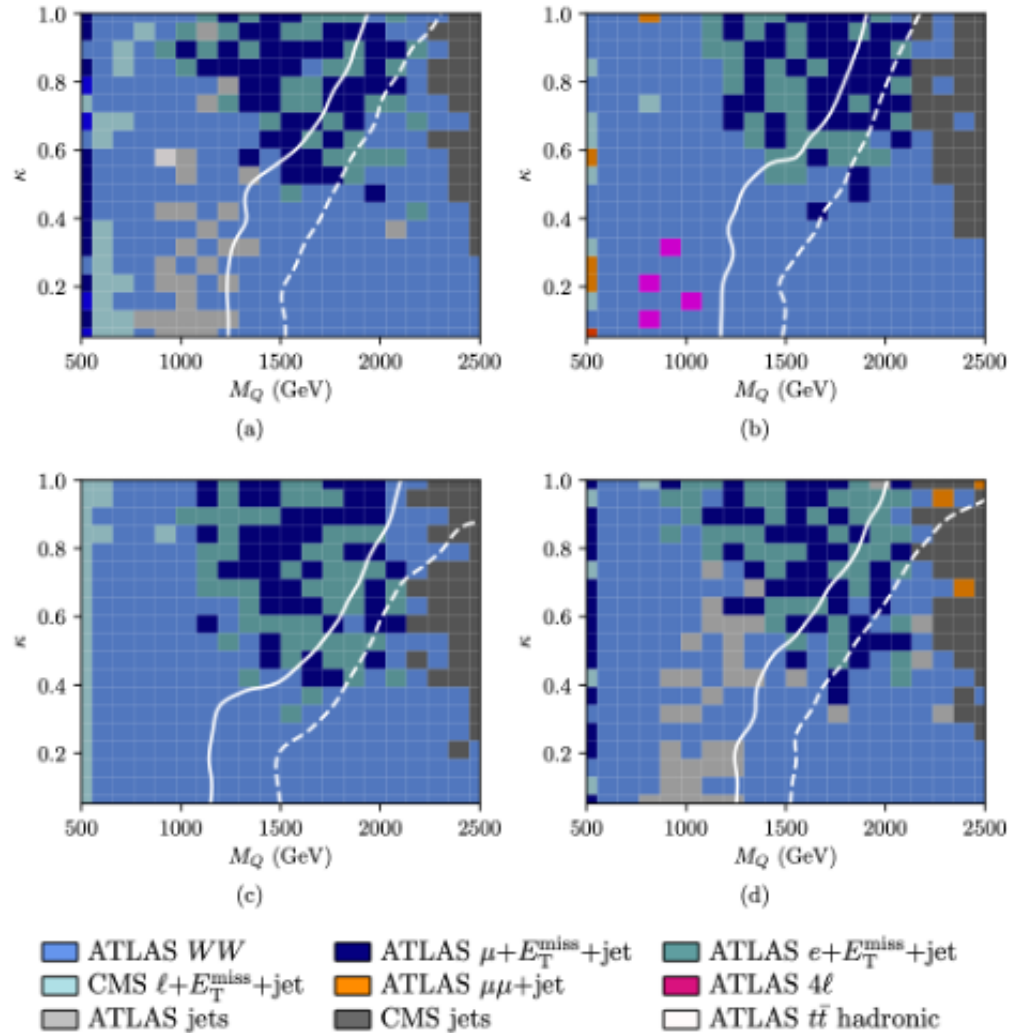 1.0
0.8
0.6
0.4
0.2
κ
500 1000 1500 2000 2500
M_Q (GeV)
(a)
1.0
0.8
0.6
0.4
0.2
κ
500 1000 1500 2000 2500
M_Q (GeV)
(b)
1.0
0.8
0.6
0.4
0.2
κ
500 1000 1500 2000 2500
M_Q (GeV)
(c)
1.0
0.8
0.6
0.4
0.2
κ
500 1000 1500 2000 2500
M_Q (GeV)
(d)
ATLAS WW ATLAS μ+E_T^miss+jet ATLAS e+E_T^miss+jet
CMS ℓ+E_T^miss+jet ATLAS μμ+jet ATLAS 4ℓ
ATLAS jets CMS jets ATLAS tt̄ hadronic